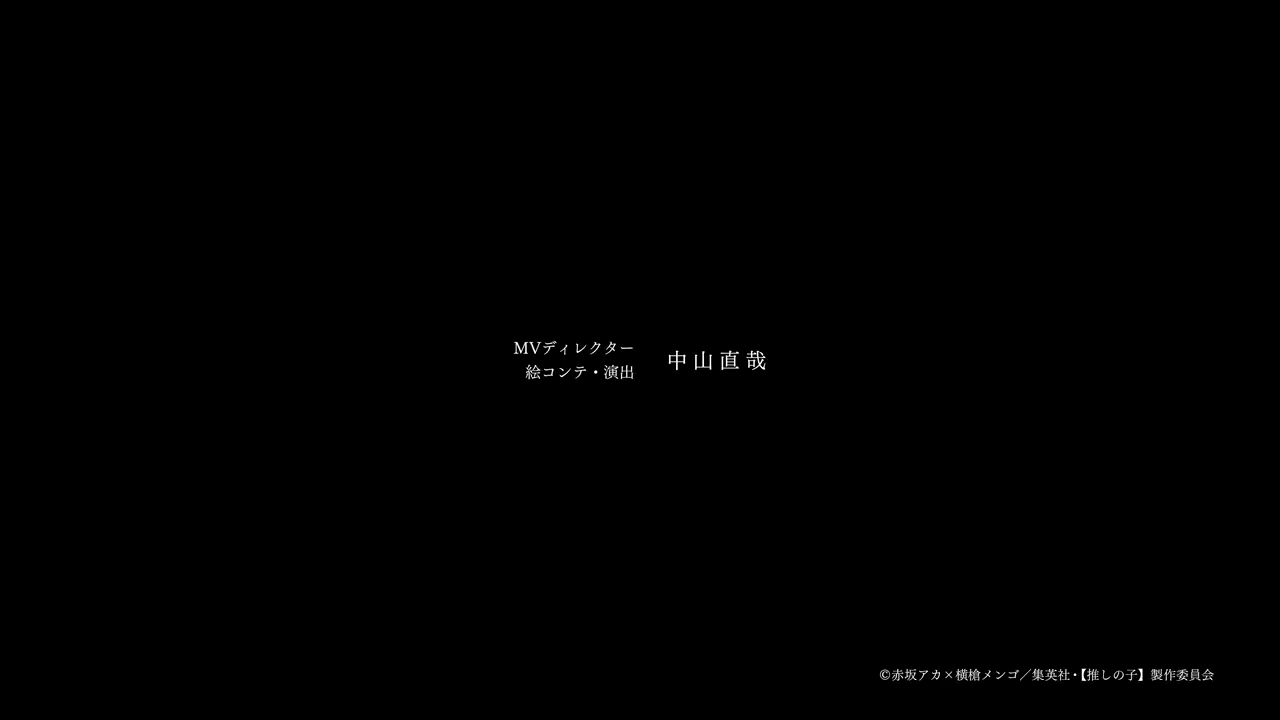 MVディレクター
絵コンテ・演出
中山直哉
©赤坂アカ×横槍メンゴ／集英社・【推しの子】製作委員会